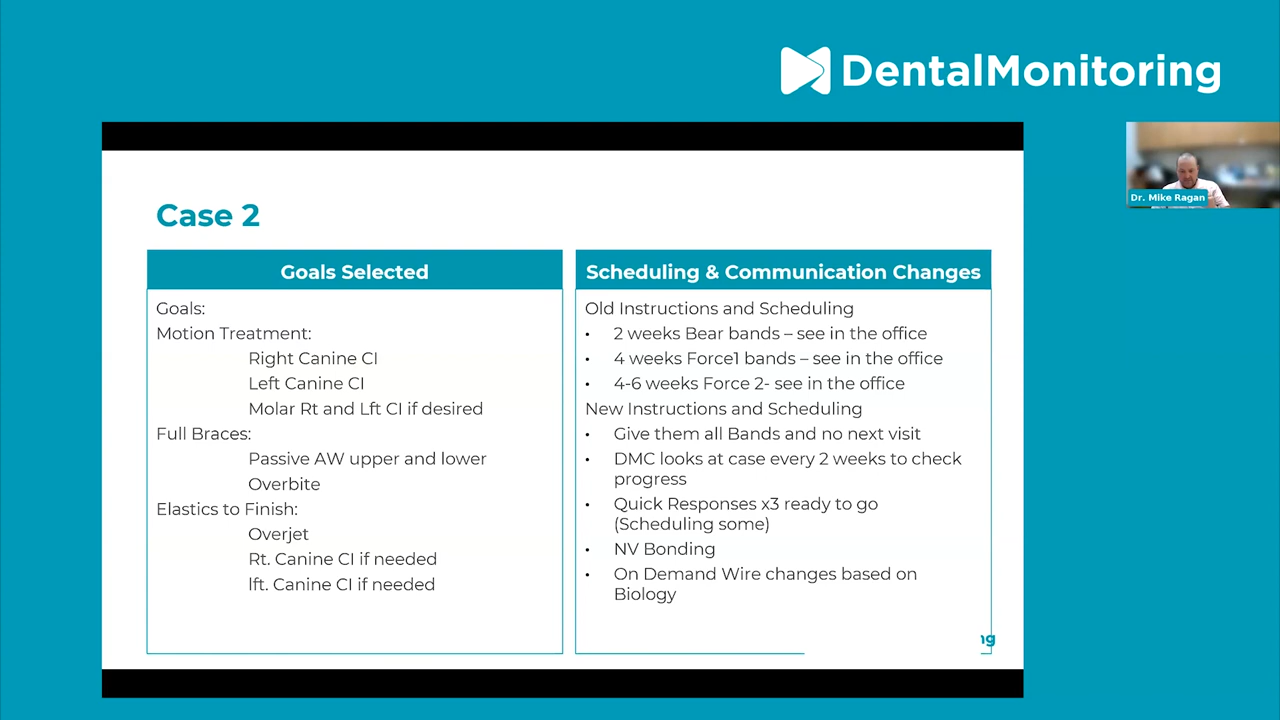 DentalMonitoring
Dr. Mike Ragan
Case 2
Goals Selected
Goals:
Motion Treatment:
Right Canine CI
Left Canine CI
Molar Rt and Lft CI if desired
Full Braces:
Passive AW upper and lower
Overbite
Elastics to Finish:
Overjet
Rt. Canine CI if needed
lft. Canine CI if needed
Scheduling & Communication Changes
Old Instructions and Scheduling
• 2 weeks Bear bands – see in the office
• 4 weeks Force1 bands – see in the office
• 4-6 weeks Force 2- see in the office
New Instructions and Scheduling
• Give them all Bands and no next visit
• DMC looks at case every 2 weeks to check
progress
• Quick Responses x3 ready to go
(Scheduling some)
• NV Bonding
• On Demand Wire changes based on
Biology